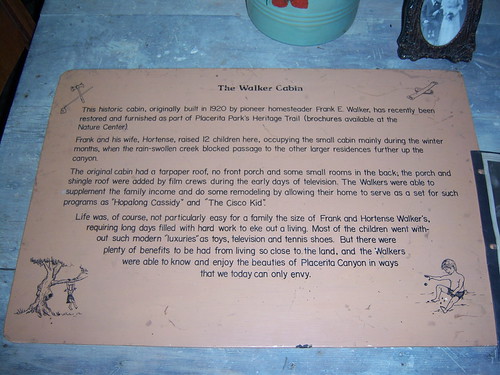 The Walker Cabin
This historic cabin, originally built in 1920 by pioneer homesteader Frank E. Walker, has recently been
restored and furnished as part of Placerita Park's Heritage Trail (brochures available at the
Nature Center).
Frank and his wife, Hortense, raised 12 children here, occupying the small cabin mainly during the winter
months, when the rain-swollen creek blocked passage to the other larger residences further up the
canyon.
The original cabin had a tarpaper roof, no front porch and some small rooms in the back; the porch and
shingle roof were added by film crews during the early days of television. The Walkers were able to
supplement the family income and do some remodeling by allowing their home to serve as a set for such
programs as "Hopalong Cassidy" and "The Cisco Kid".
Life was, of course, not particularly easy for a family the size of Frank and Hortense Walker's,
requiring long days filled with hard work to eke out a living. Most of the children went with-
out such modern "luxuries" as toys, television and tennis shoes. But there were
plenty of benefits to be had from living so close to the land, and the Walkers
were able to know and enjoy the beauties of Placerita Canyon in ways
that we today can only envy.